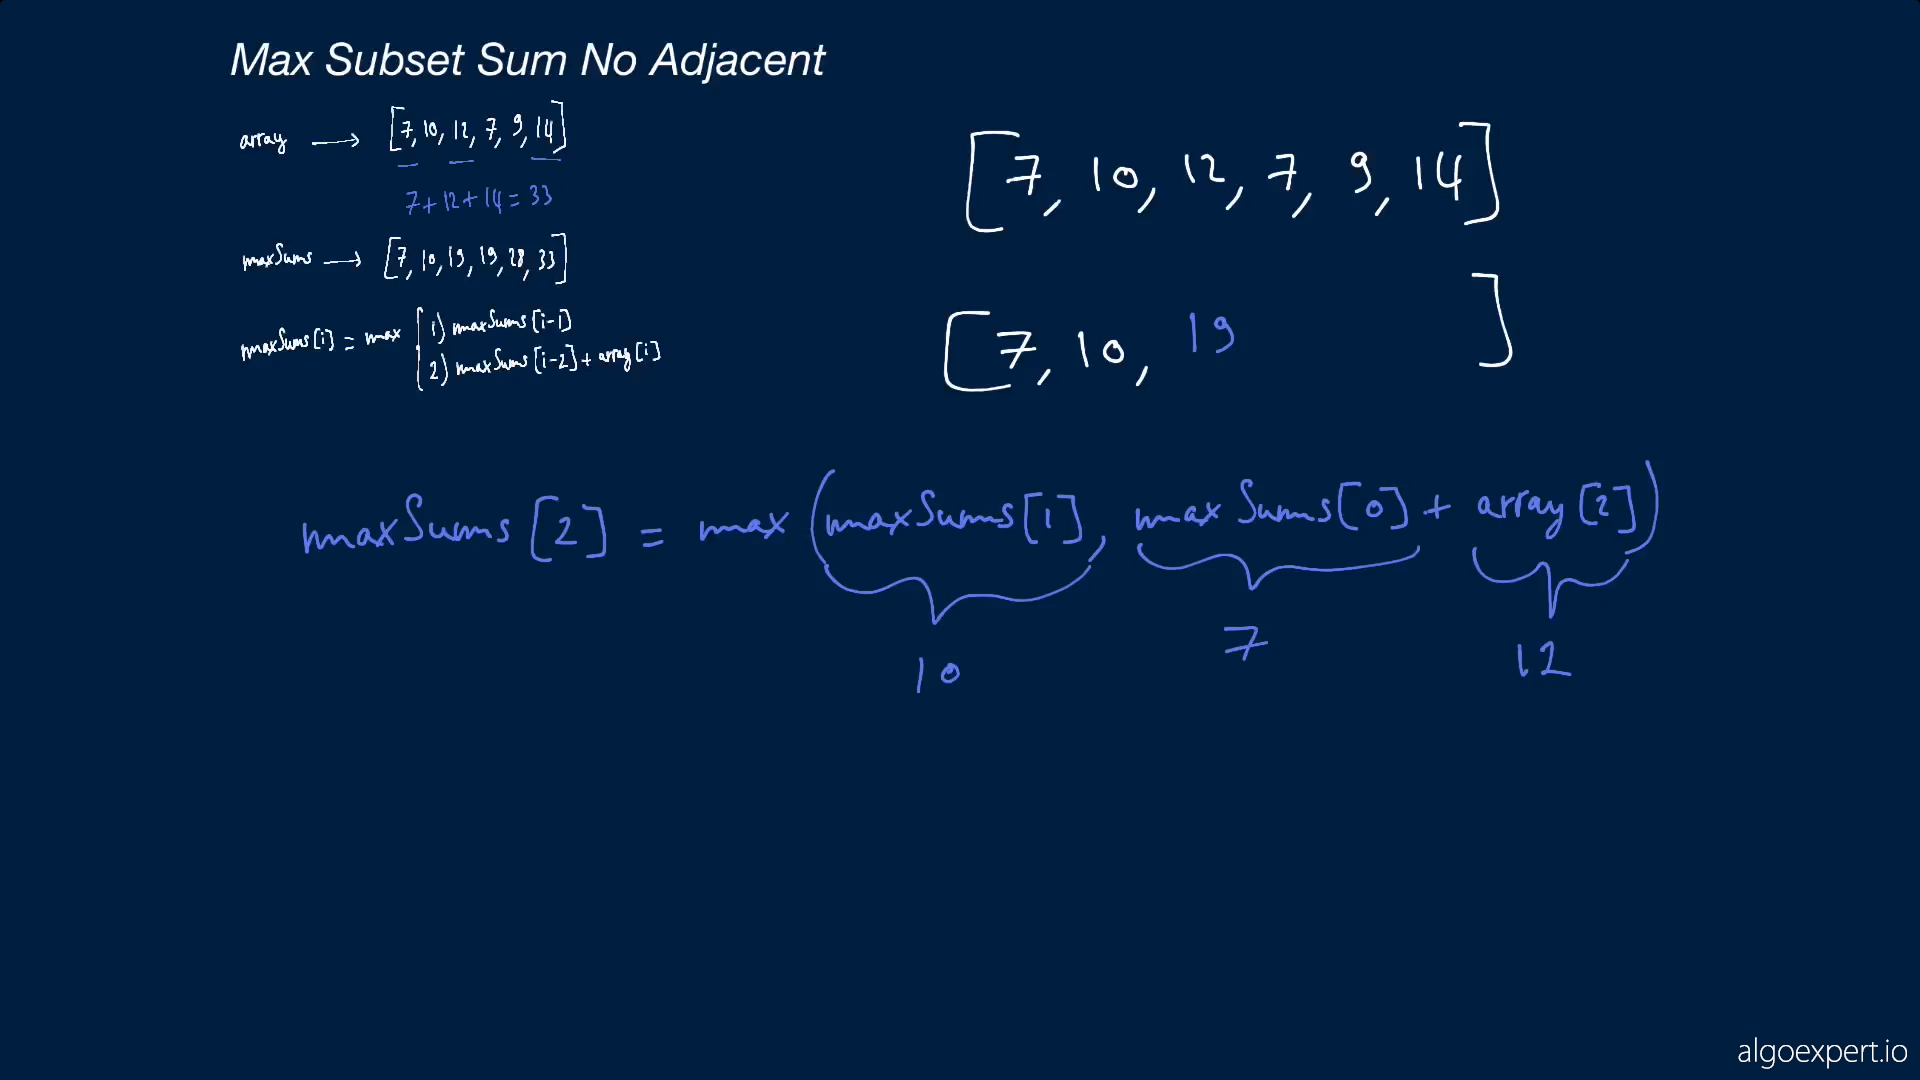 Max Subset Sum No Adjacent
array → [7, 10, 12, 7, 9, 14]
7+12+14=33
maxSums → [7, 10, 19, 19, 28, 33]
maxSums[i] = max { 1) maxSums[i-1]
2) maxSums[i-2] + array[i]
[7, 10, 12, 7, 9, 14]
[7, 10, 19 ]
maxSums[2] = max(maxSums[1], maxSums[0] + array[2])
10 7 12
algoexpert.io